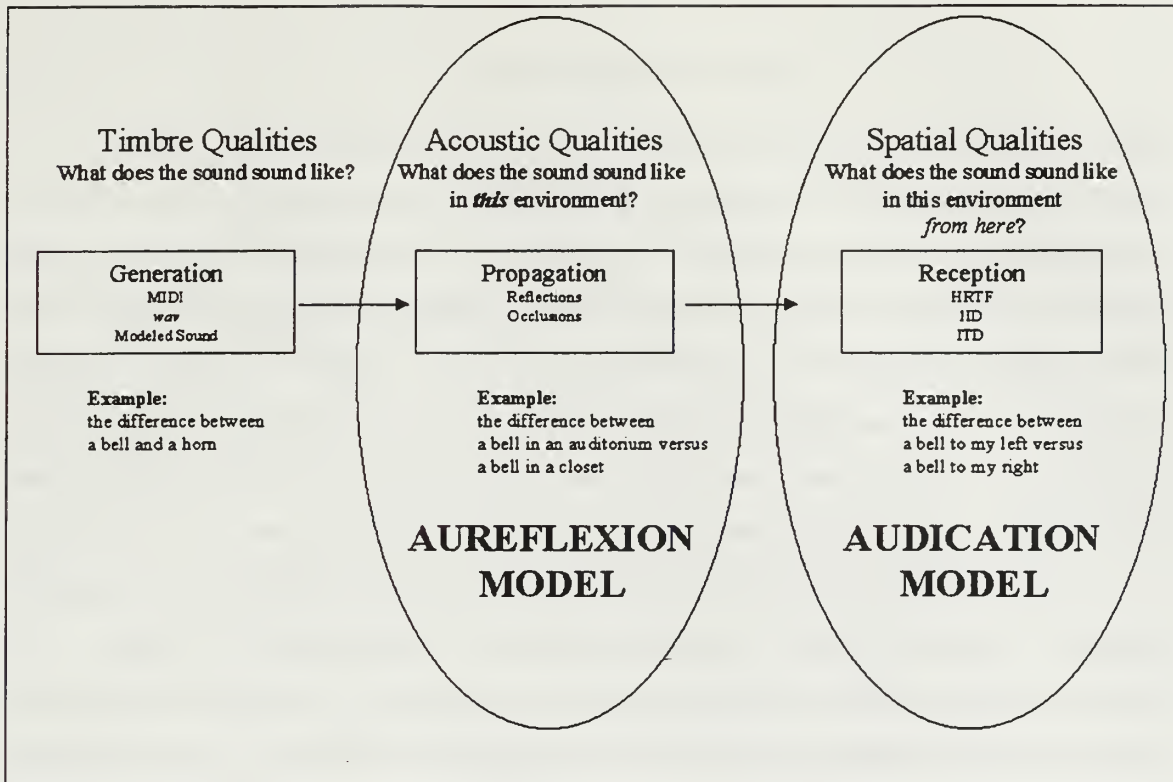 Timbre Qualities
What does the sound sound like?
Generation
MIDI
wav
Modeled Sound
Example:
the difference between
a bell and a horn
Acoustic Qualities
What does the sound sound like
in this environment?
Propagation
Reflections
Occlusions
Example:
the difference between
a bell in an auditorium versus
a bell in a closet
AUREFLEXION
MODEL
Spatial Qualities
What does the sound sound like
in this environment
from here?
Reception
HRTF
IID
ITD
Example:
the difference between
a bell to my left versus
a bell to my right
AUDICATION
MODEL